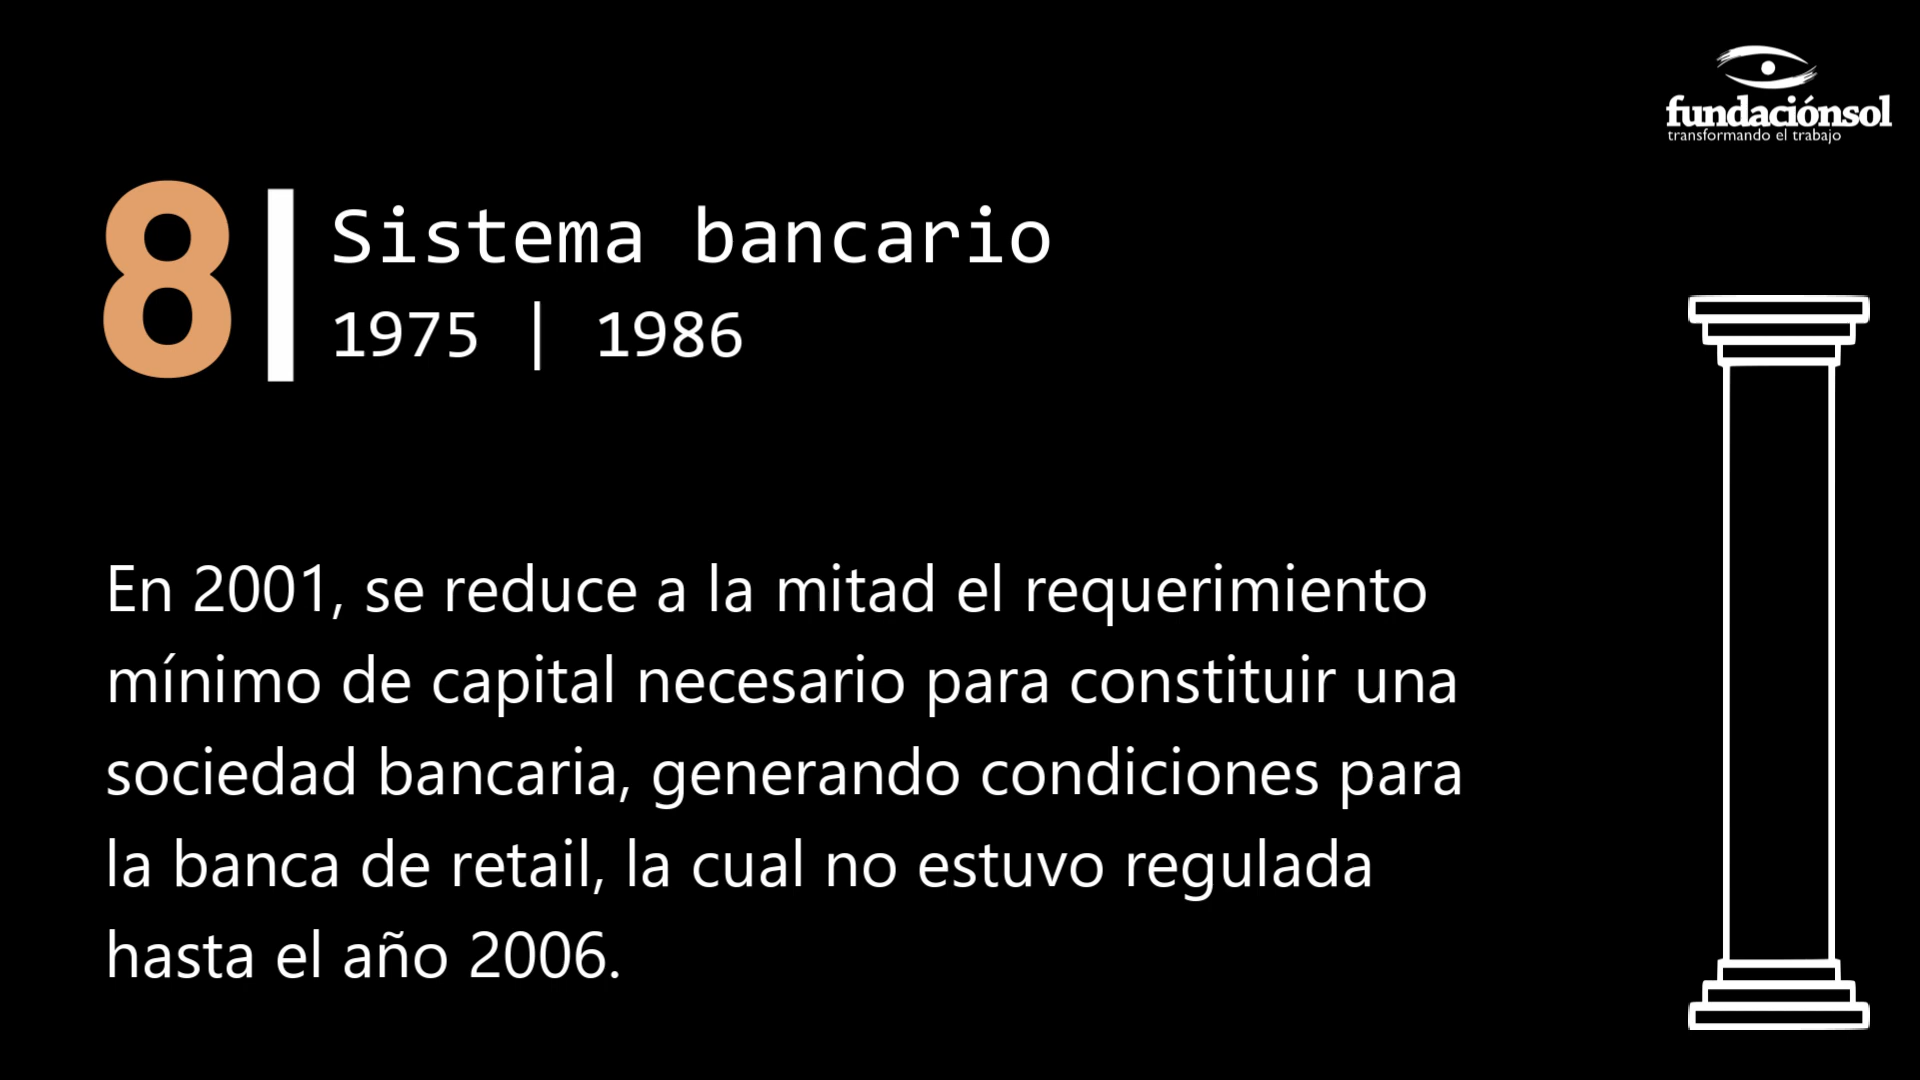 fundaciónsol
transformando el trabajo
8
Sistema bancario
1975 | 1986
En 2001, se reduce a la mitad el requerimiento
mínimo de capital necesario para constituir una
sociedad bancaria, generando condiciones para
la banca de retail, la cual no estuvo regulada
hasta el año 2006.